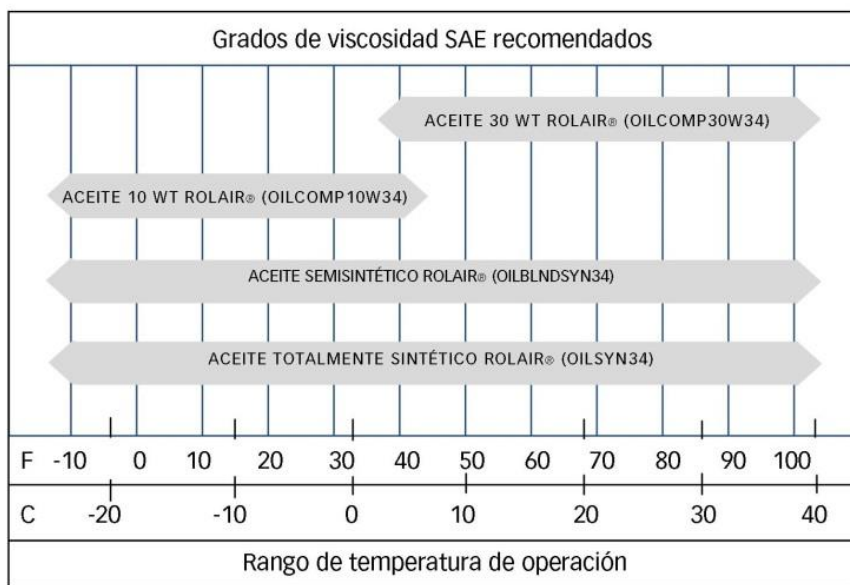 Grados de viscosidad SAE recomendados
ACEITE 30 WT ROLAIR® (OILCOMP30W34)
ACEITE 10 WT ROLAIR® (OILCOMP10W34)
ACEITE SEMISINTÉTICO ROLAIR® (OILBLNDSYN34)
ACEITE TOTALMENTE SINTÉTICO ROLAIR® (OILSYN34)
F -10 0 10 20 30 40 50 60 70 80 90 100
C -20 -10 0 10 20 30 40
Rango de temperatura de operación